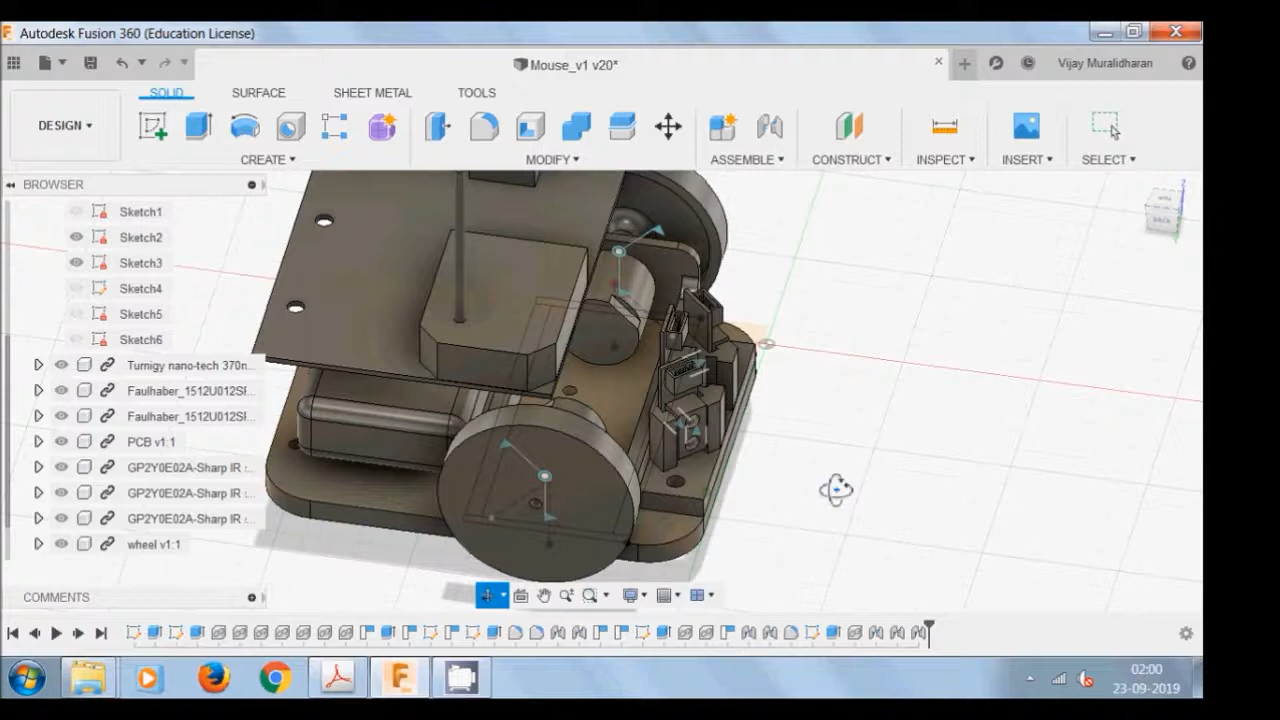 Autodesk Fusion 360 (Education License)
Mouse_v1 v20*
Vijay Muralidharan
SOLID SURFACE SHEET METAL TOOLS
DESIGN
CREATE MODIFY ASSEMBLE CONSTRUCT INSPECT INSERT SELECT
BROWSER
Sketch1
Sketch2
Sketch3
Sketch4
Sketch5
Sketch6
Turnigy nano-tech 370n...
Faulhaber_1512U012SI...
Faulhaber_1512U012SI...
PCB v1:1
GP2Y0E02A-Sharp IR :...
GP2Y0E02A-Sharp IR :...
GP2Y0E02A-Sharp IR ...
wheel v1:1
BACK
COMMENTS
02:00
23-09-2019